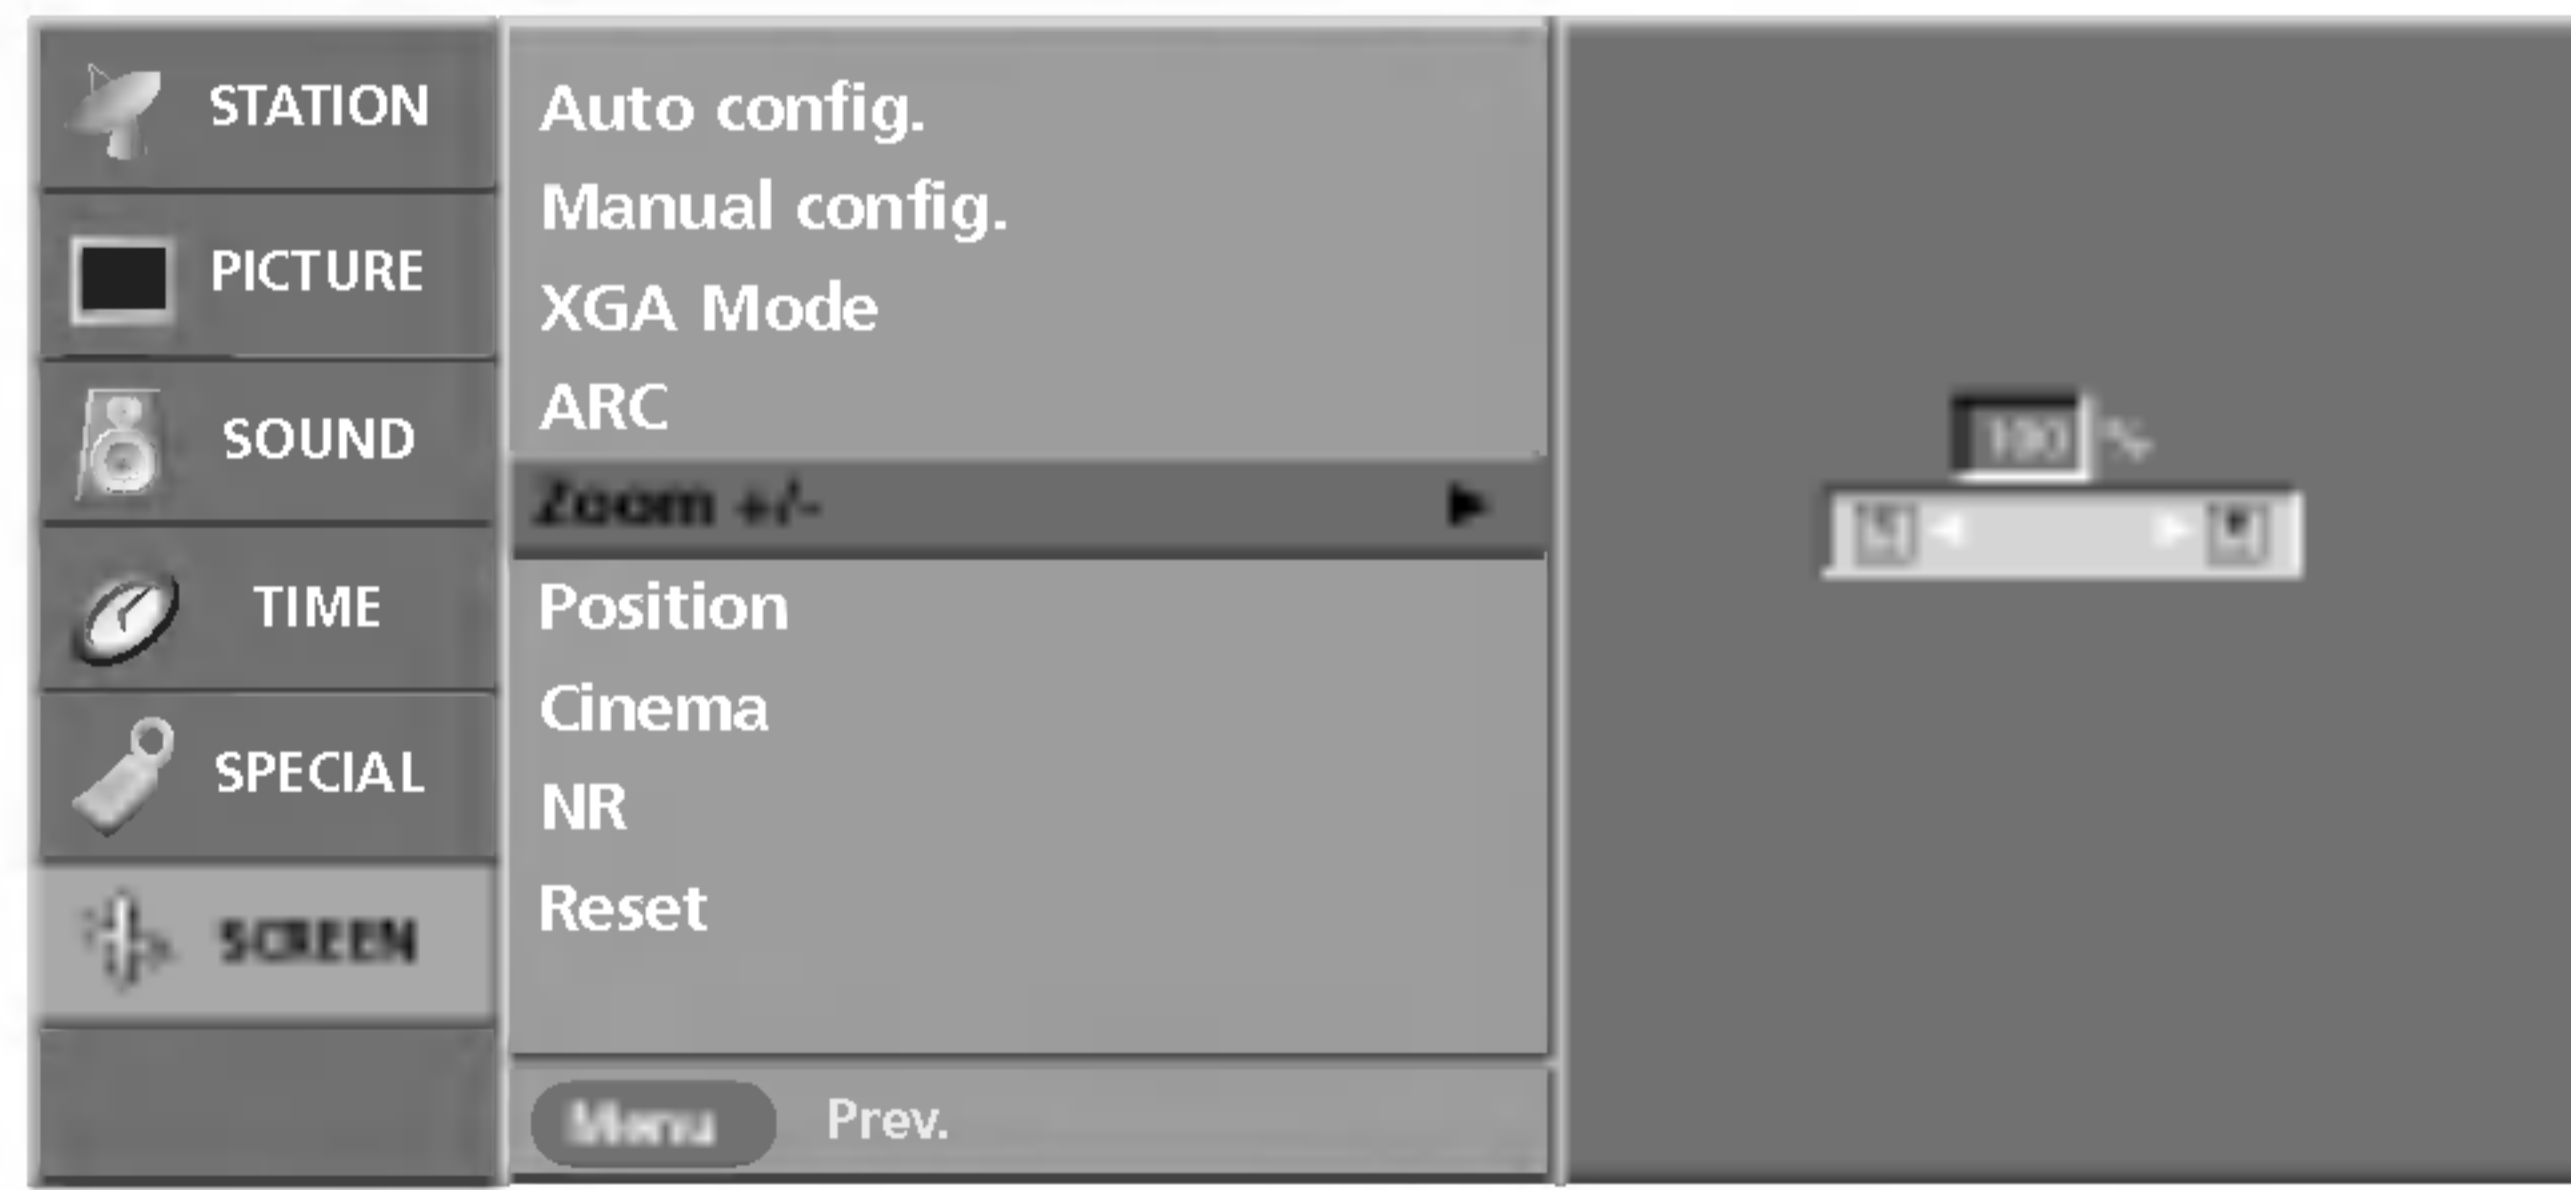 STATION
PICTURE
SOUND
TIME
SPECIAL
SCREEN
Auto config.
Manual config.
XGA Mode
ARC
Zoom +/-
Position
Cinema
NR
Reset
Menu Prev.
100 %